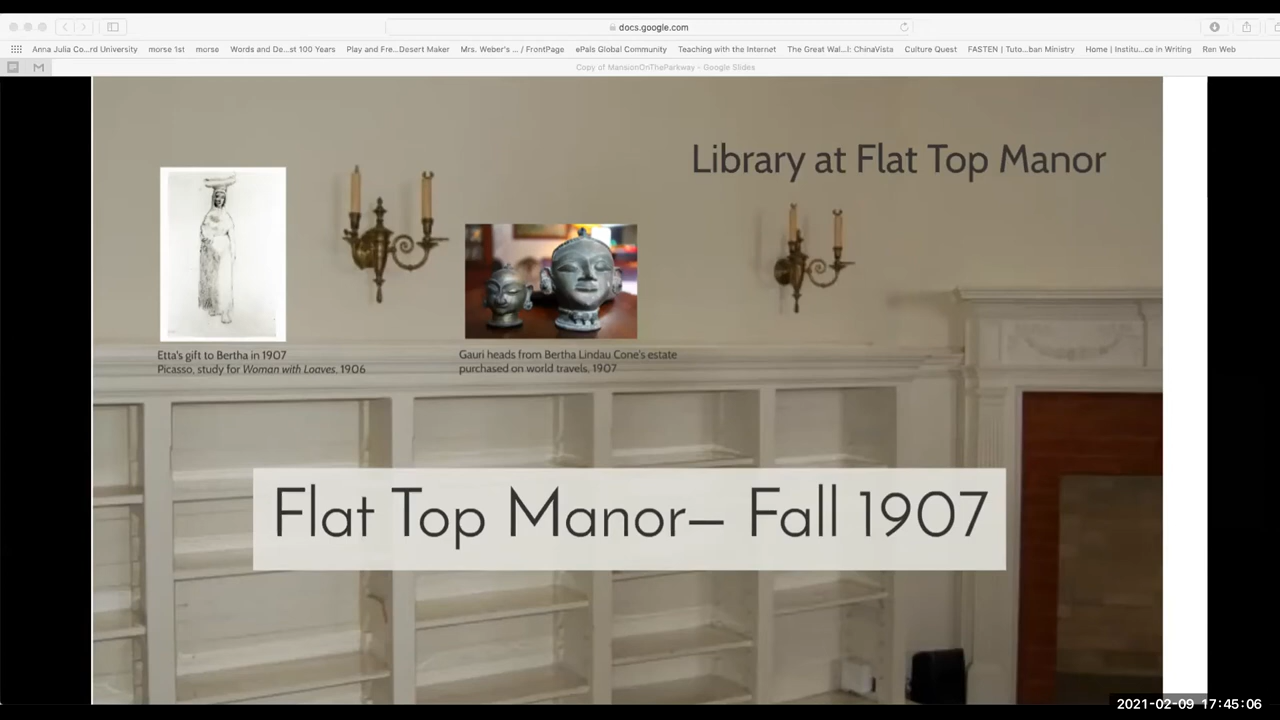 docs.google.com
Anna Julia Co...rd University morse 1st morse Words and De...st 100 Years Play and Fre...Desert Maker Mrs. Weber's ... / FrontPage ePals Global Community Teaching with the Internet The Great Wal...l: ChinaVista Culture Quest FASTEN | Tuto...ban Ministry Home | Institu...ce in Writing Ren Web
Copy of MansionOnTheParkway - Google Slides
Library at Flat Top Manor
Etta's gift to Bertha in 1907
Picasso, study for Woman with Loaves, 1906
Gauri heads from Bertha Lindau Cone's estate
purchased on world travels, 1907
Flat Top Manor– Fall 1907
2021-02-09 17:45:06